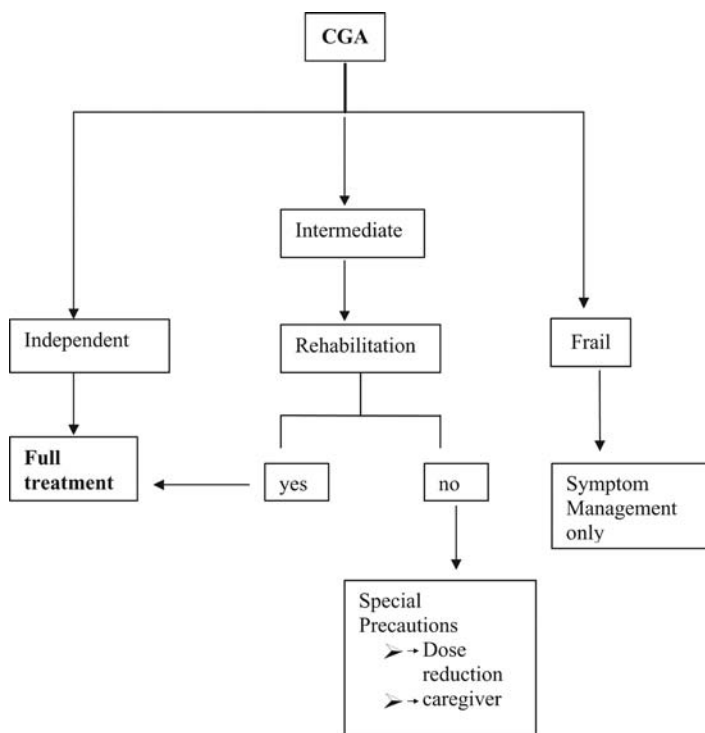 CGA
Intermediate
Independent
Rehabilitation
Frail
Full
treatment
yes
no
Symptom
Management
only
Special
Precautions
➢→ Dose
reduction
➢→ caregiver